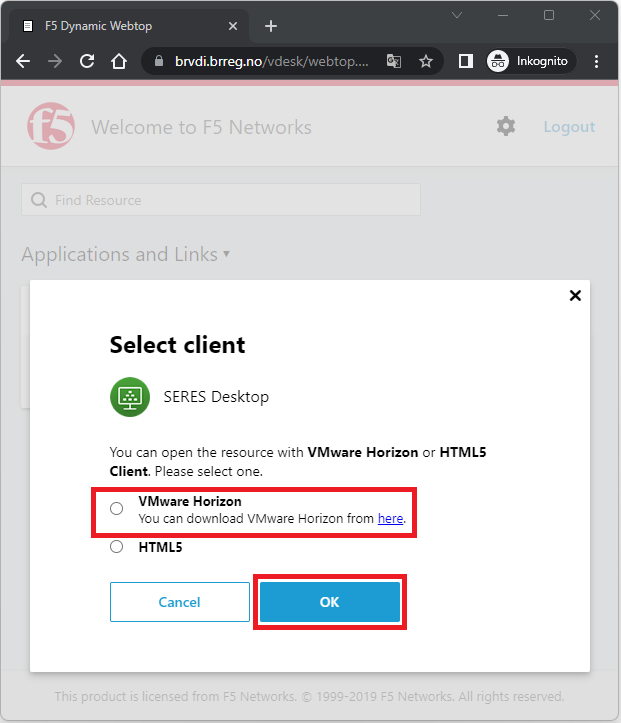 F5 Dynamic Webtop
brvdi.brreg.no/vdesk/webtop....
Inkognito
f5
Welcome to F5 Networks
Logout
Find Resource
Applications and Links
Select client
SERES Desktop
You can open the resource with VMware Horizon or HTML5
Client. Please select one.
VMware Horizon
You can download VMware Horizon from here.
HTML5
Cancel
OK
This product is licensed from F5 Networks. © 1999-2019 F5 Networks. All rights reserved.